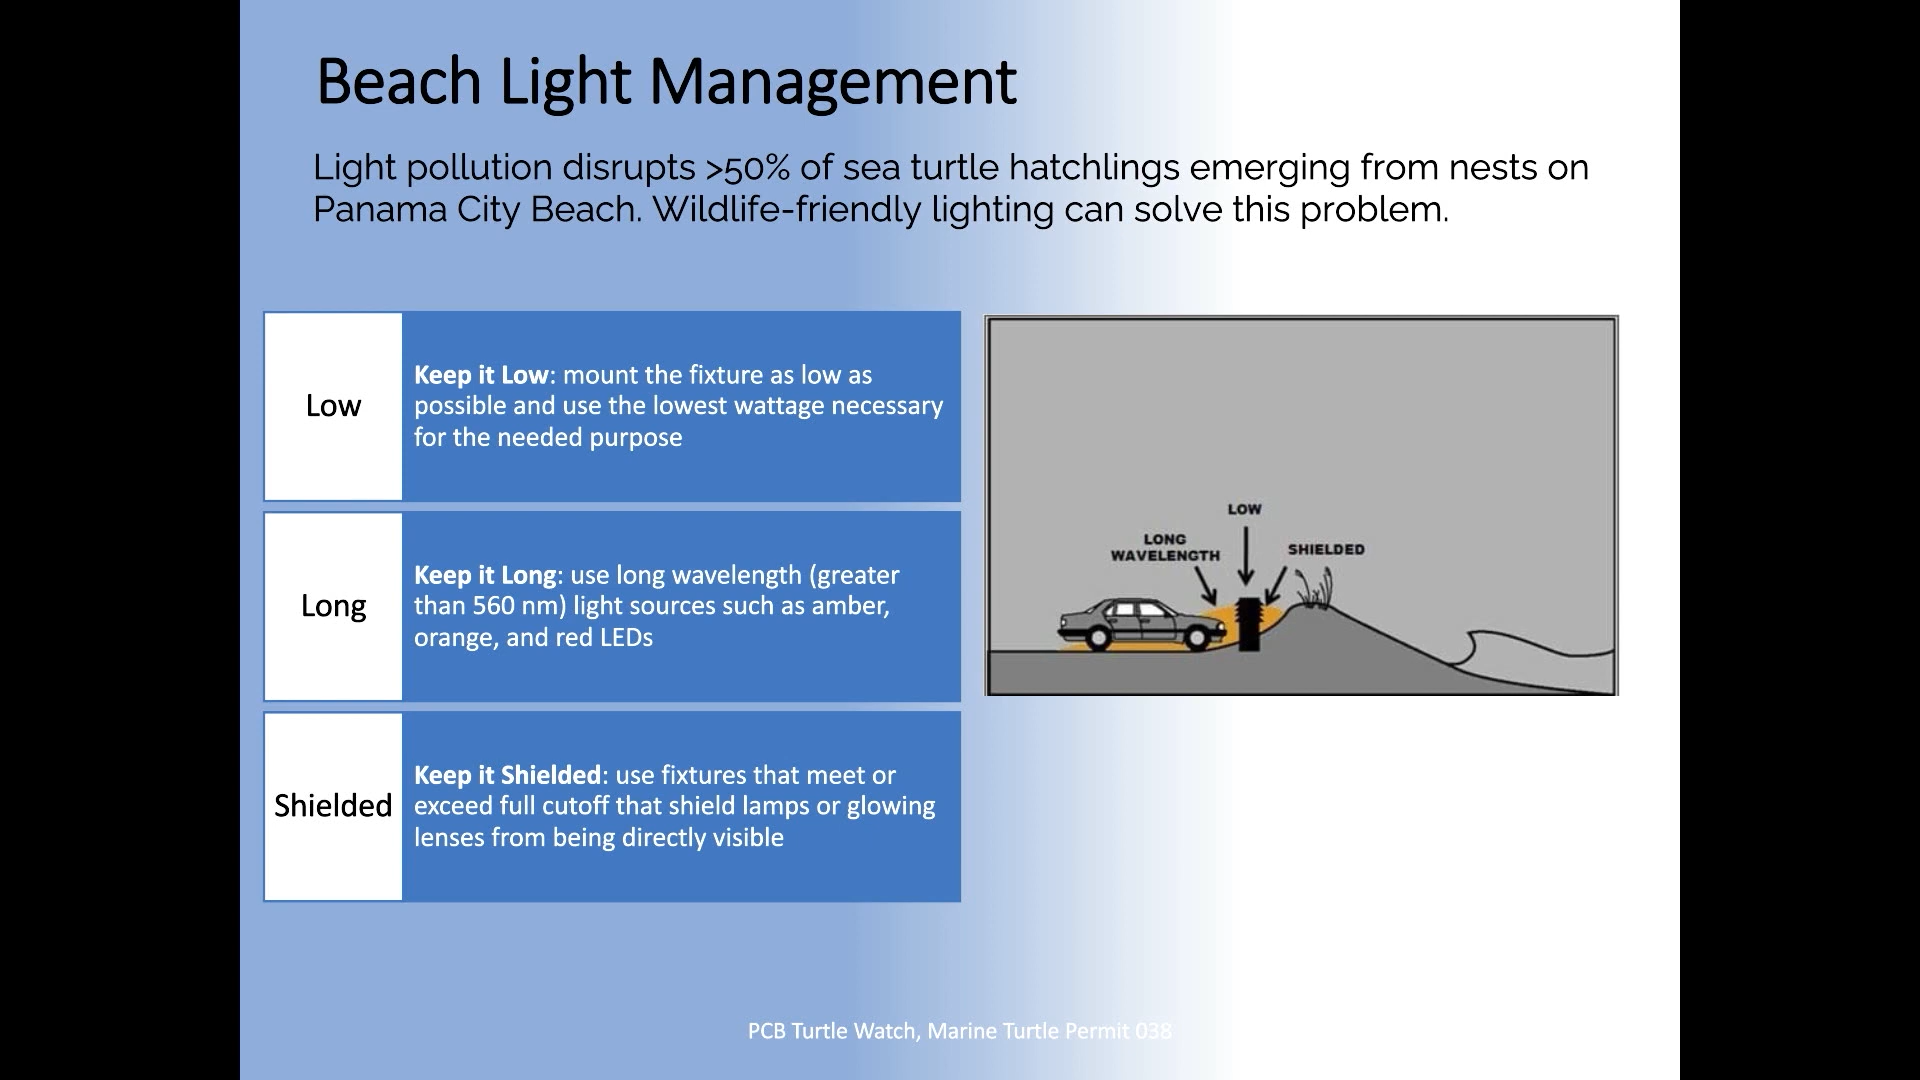 Beach Light Management
Light pollution disrupts >50% of sea turtle hatchlings emerging from nests on
Panama City Beach. Wildlife-friendly lighting can solve this problem.
Low
Keep it Low: mount the fixture as low as
possible and use the lowest wattage necessary
for the needed purpose
Long
Keep it Long: use long wavelength (greater
than 560 nm) light sources such as amber,
orange, and red LEDs
Shielded
Keep it Shielded: use fixtures that meet or
exceed full cutoff that shield lamps or glowing
lenses from being directly visible
LOW
LONG
WAVELENGTH
SHIELDED
PCB Turtle Watch, Marine Turtle Permit 038